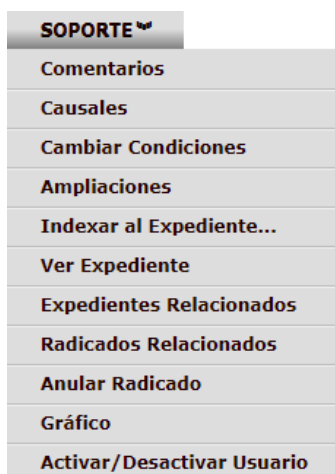 SOPORTE
Comentarios
Causales
Cambiar Condiciones
Ampliaciones
Indexar al Expediente...
Ver Expediente
Expedientes Relacionados
Radicados Relacionados
Anular Radicado
Gráfico
Activar/Desactivar Usuario